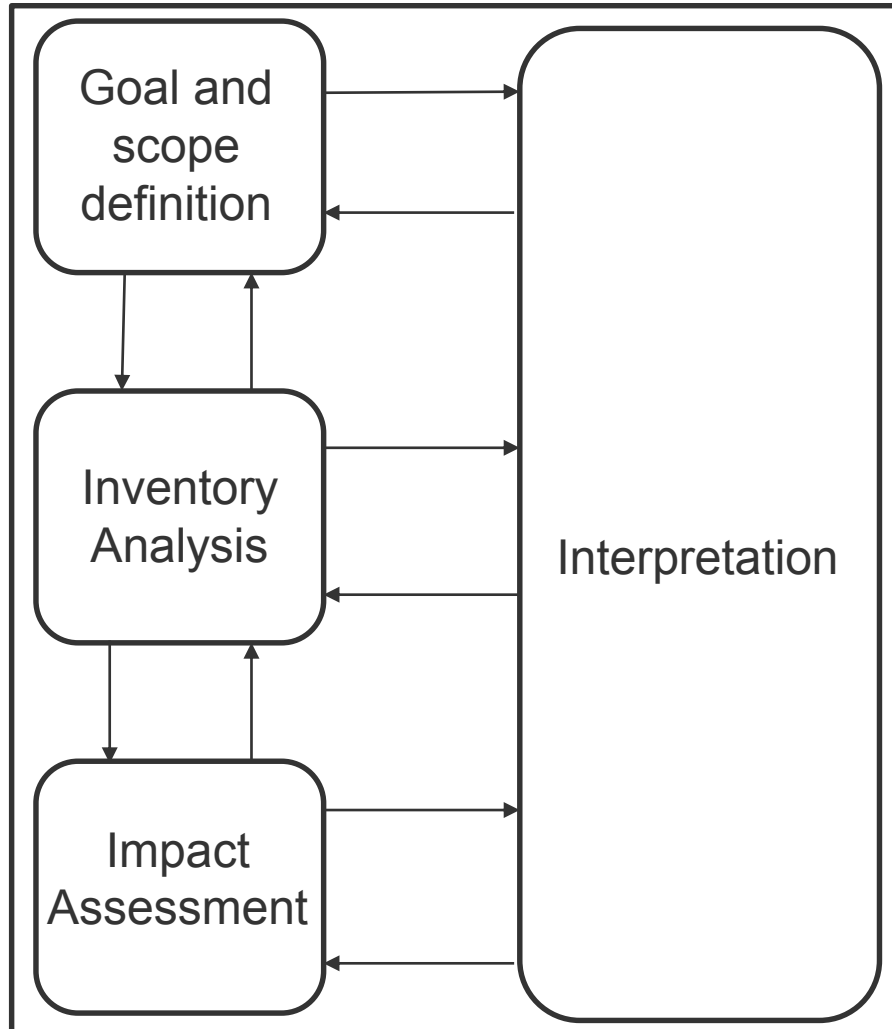 Goal and
scope
definition
Inventory
Analysis
Interpretation
Impact
Assessment